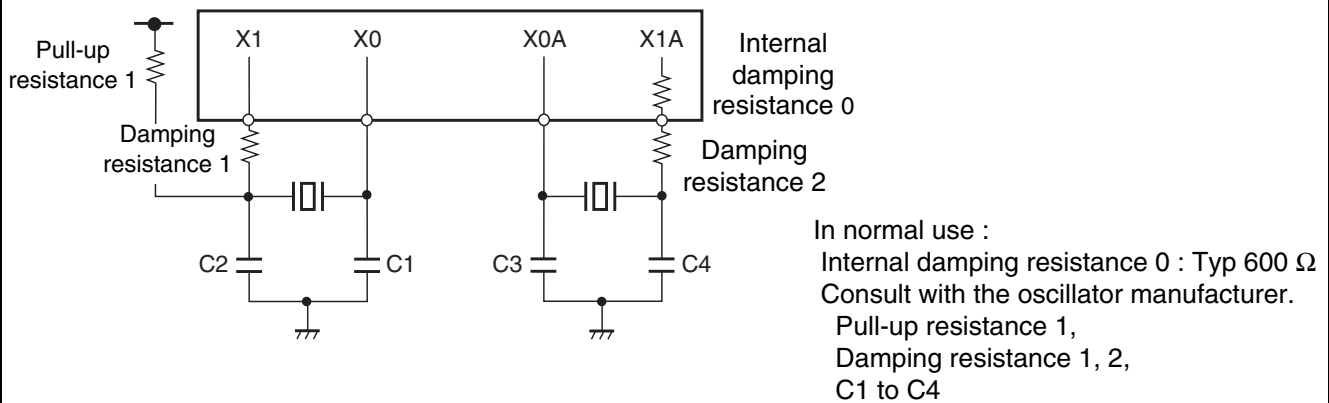 X1
X0
X0A
X1A
Pull-up
resistance 1
Internal
damping
resistance 0
Damping
resistance 1
Damping
resistance 2
C2
C1
C3
C4
In normal use :
Internal damping resistance 0 : Typ 600 Ω
Consult with the oscillator manufacturer.
Pull-up resistance 1,
Damping resistance 1, 2,
C1 to C4